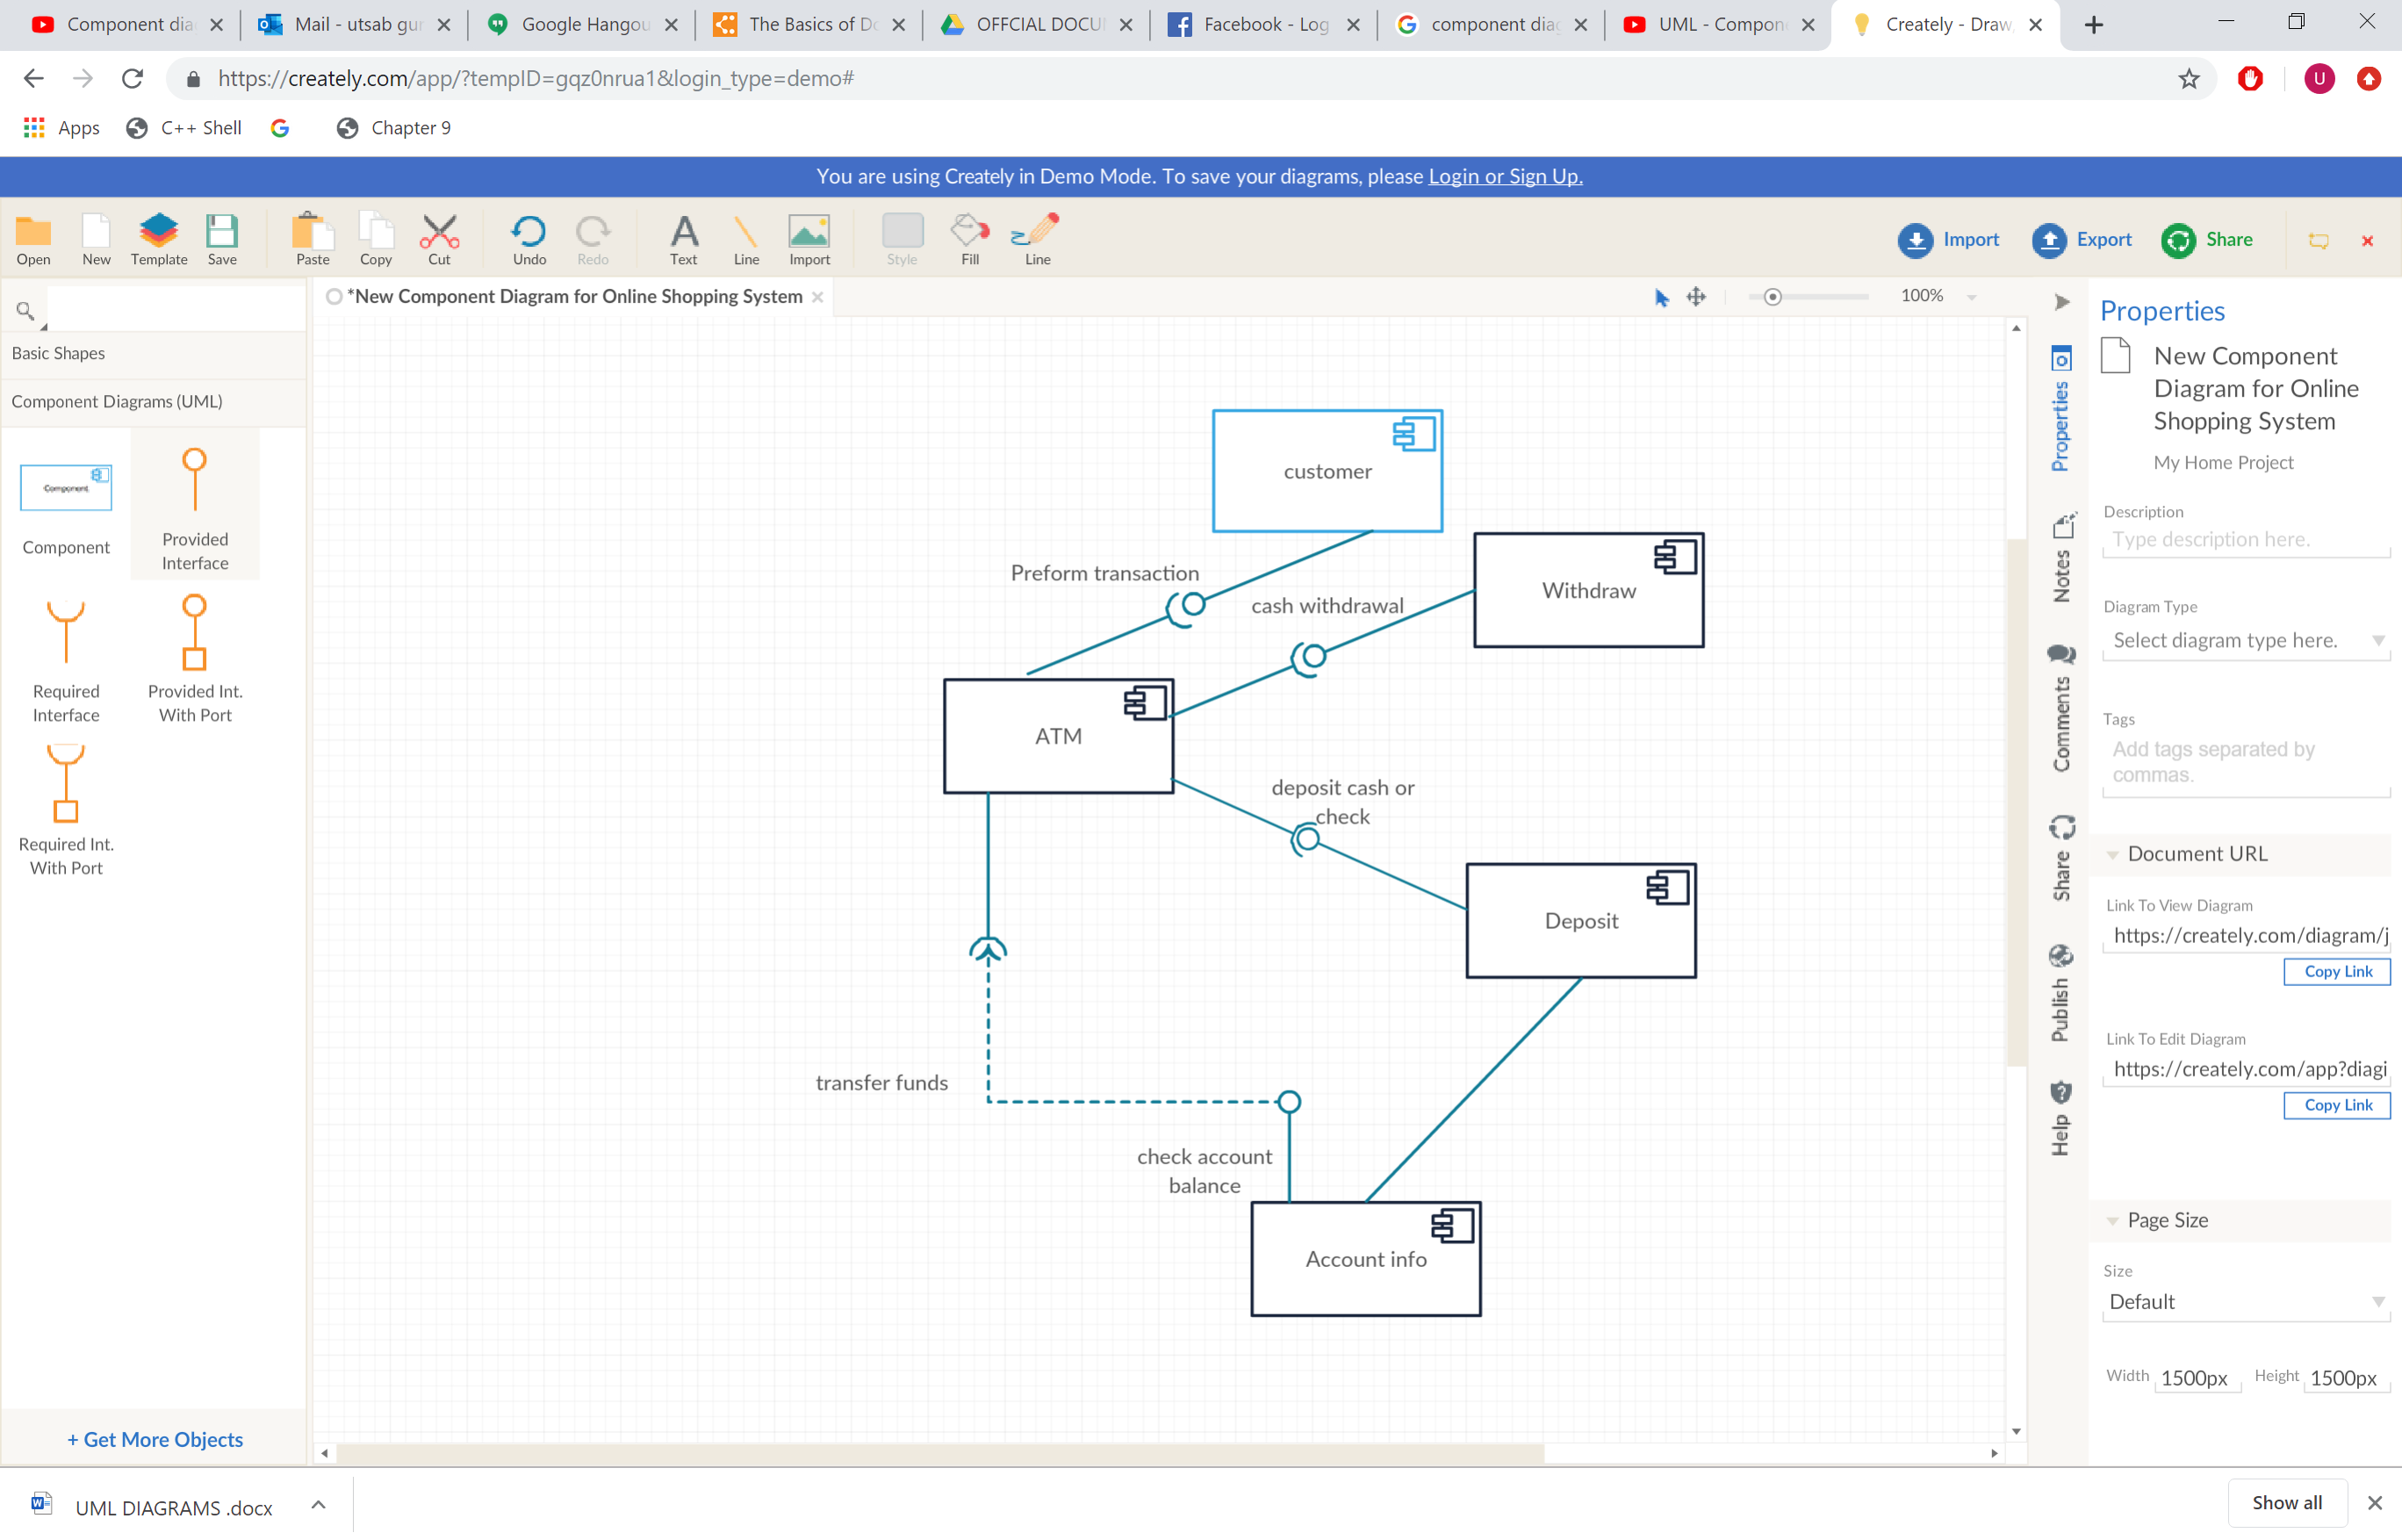 Component dia
Mail - utsab gur
Google Hangou
The Basics of Do
OFFCIAL DOCU
Facebook - Log
component diag
UML - Compon
Creately - Draw,
https://creately.com/app/?tempID=gqz0nrua1&login_type=demo#
U
Apps
C++ Shell
Chapter 9
You are using Creately in Demo Mode. To save your diagrams, please Login or Sign Up.
Open
New
Template
Save
Paste
Copy
Cut
Undo
Redo
Text
Line
Import
Style
Fill
Line
Import
Export
Share
*New Component Diagram for Online Shopping System
100%
Basic Shapes
Component Diagrams (UML)
Component
Component
Provided
Interface
Required
Interface
Provided Int.
With Port
Required Int.
With Port
+ Get More Objects
customer
Preform transaction
cash withdrawal
Withdraw
ATM
deposit cash or
check
Deposit
transfer funds
check account
balance
Account info
Properties
Notes
Comments
Share
Publish
Help
Properties
New Component
Diagram for Online
Shopping System
My Home Project
Description
Type description here.
Diagram Type
Select diagram type here.
Tags
Add tags separated by
commas.
Document URL
Link To View Diagram
https://creately.com/diagram/j
Copy Link
Link To Edit Diagram
https://creately.com/app?diagi
Copy Link
Page Size
Size
Default
Width 1500px Height 1500px
UML DIAGRAMS .docx
Show all